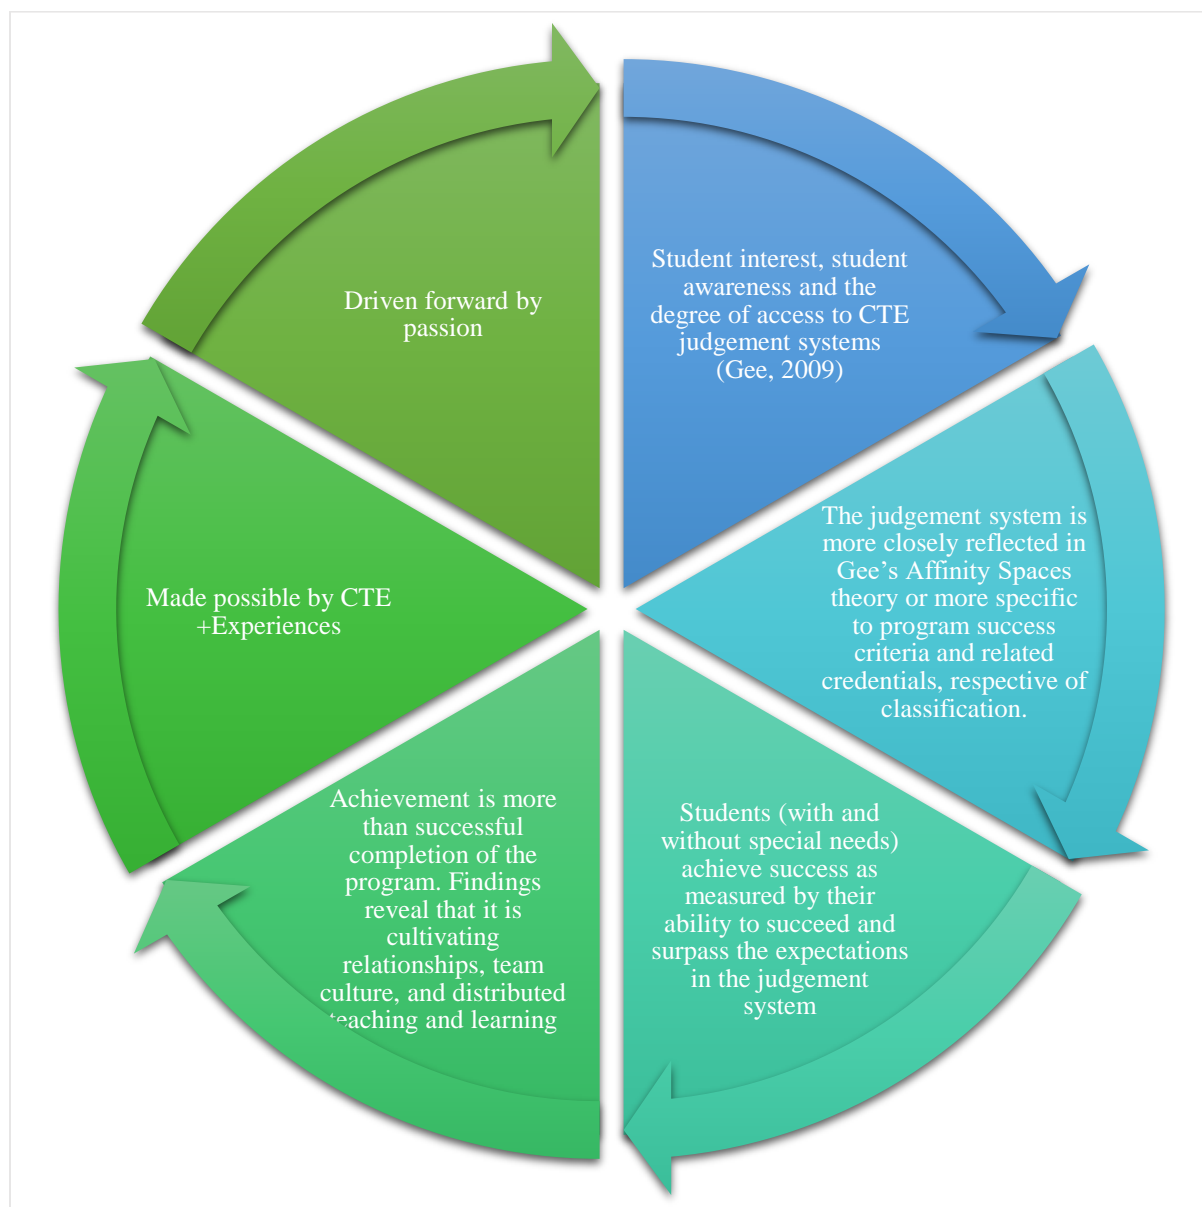 Student interest, student
awareness and the
degree of access to CTE
judgement systems
(Gee, 2009)
The judgement system is
more closely reflected in
Gee’s Affinity Spaces
theory or more specific
to program success
criteria and related
credentials, respective of
classification.
Students (with and
without special needs)
achieve success as
measured by their
ability to succeed and
surpass the expectations
in the judgement
system
Achievement is more
than successful
completion of the
program. Findings
reveal that it is
cultivating
relationships, team
culture, and distributed
teaching and learning
Made possible by CTE
+Experiences
Driven forward by
passion